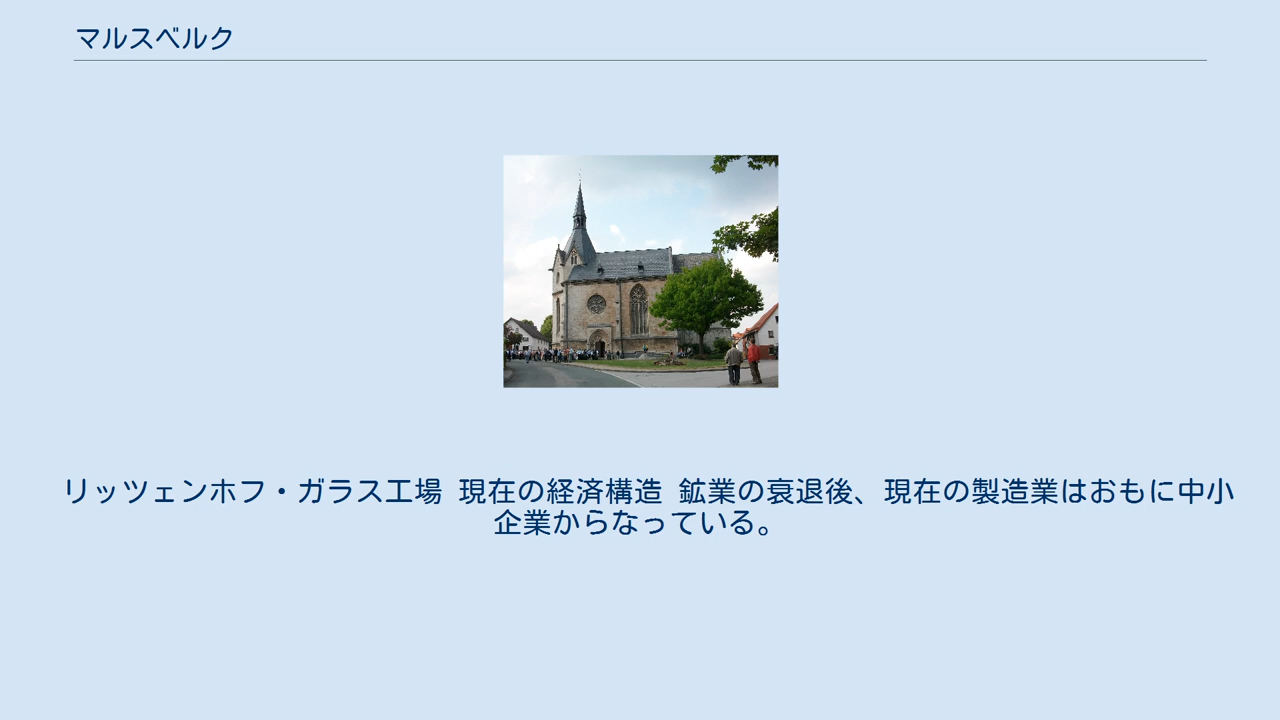 マルスベルク
リッツェンホフ・ガラス工場 現在の経済構造 鉱業の衰退後、現在の製造業はおもに中小
企業からなっている。